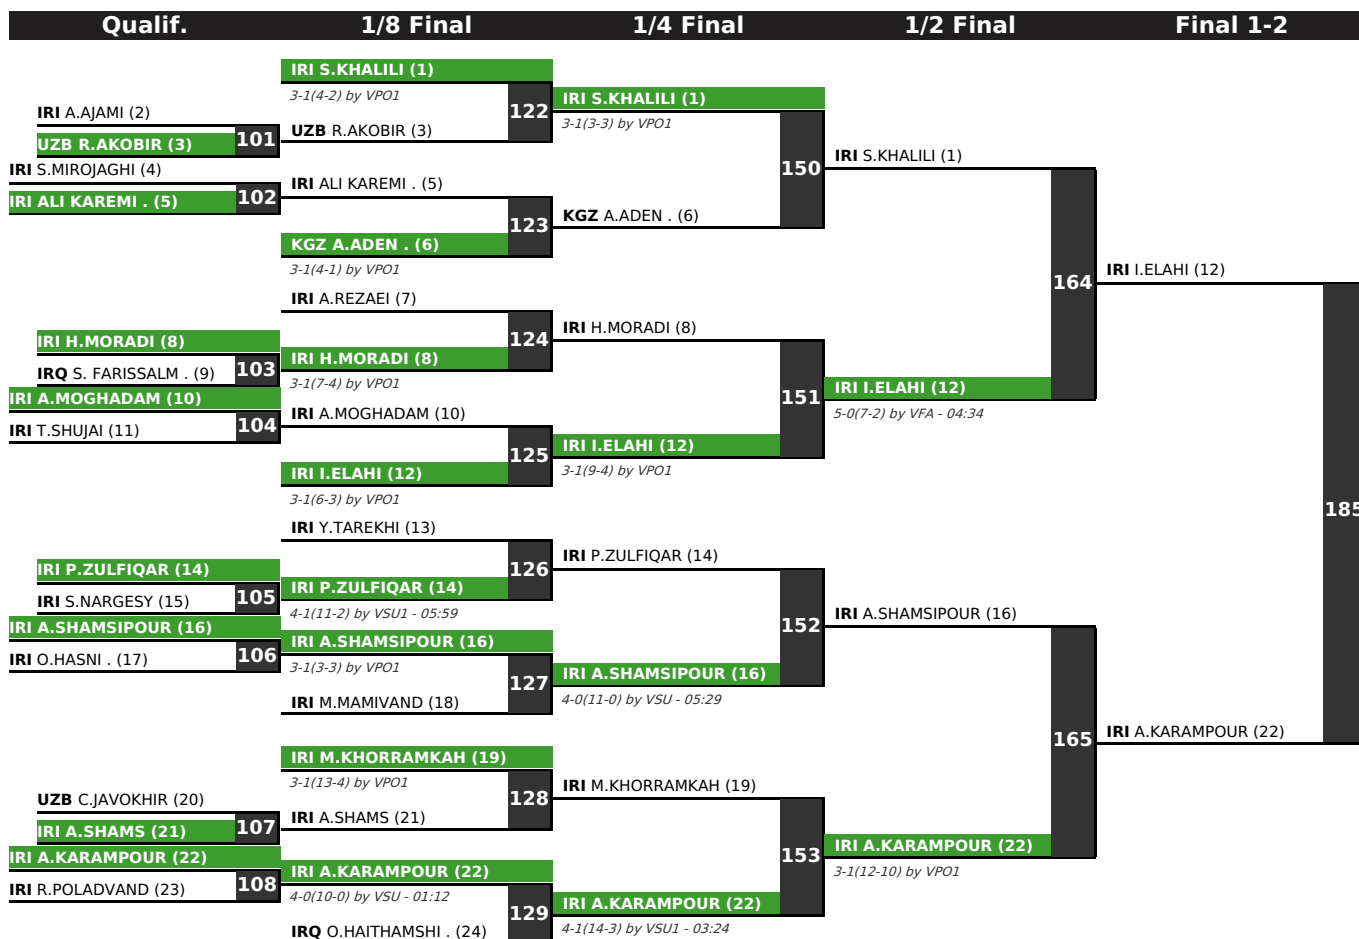 Qualif.
1/8 Final
1/4 Final
1/2 Final
Final 1-2
IRI A.AJAMI (2)
UZB R.AKOBIR (3)
101
IRI S.MIROJAGHI (4)
IRI ALI KAREMI . (5)
102
IRI H.MORADI (8)
IRQ S. FARISSALM . (9)
103
IRI A.MOGHADAM (10)
IRI T.SHUJAI (11)
104
IRI P.ZULFIQAR (14)
IRI S.NARGESY (15)
105
IRI A.SHAMSIPOUR (16)
IRI O.HASNI . (17)
106
UZB C.JAVOKHIR (20)
IRI A.SHAMS (21)
107
IRI A.KARAMPOUR (22)
IRI R.POLADVAND (23)
108
IRI S.KHALILI (1)
3-1(4-2) by VPO1
UZB R.AKOBIR (3)
122
IRI ALI KAREMI . (5)
KGZ A.ADEN . (6)
3-1(4-1) by VPO1
123
IRI A.REZAEI (7)
IRI H.MORADI (8)
3-1(7-4) by VPO1
124
IRI A.MOGHADAM (10)
IRI I.ELAHI (12)
3-1(6-3) by VPO1
125
IRI Y.TAREKHI (13)
IRI P.ZULFIQAR (14)
4-1(11-2) by VSU1 - 05:59
126
IRI A.SHAMSIPOUR (16)
3-1(3-3) by VPO1
IRI M.MAMIVAND (18)
127
IRI M.KHORRAMKAH (19)
3-1(13-4) by VPO1
IRI A.SHAMS (21)
128
IRI A.KARAMPOUR (22)
4-0(10-0) by VSU - 01:12
IRQ O.HAITHAMSHI . (24)
129
IRI S.KHALILI (1)
3-1(3-3) by VPO1
KGZ A.ADEN . (6)
150
IRI H.MORADI (8)
IRI I.ELAHI (12)
3-1(9-4) by VPO1
151
IRI P.ZULFIQAR (14)
IRI A.SHAMSIPOUR (16)
4-0(11-0) by VSU - 05:29
152
IRI M.KHORRAMKAH (19)
IRI A.KARAMPOUR (22)
4-1(14-3) by VSU1 - 03:24
153
IRI S.KHALILI (1)
IRI I.ELAHI (12)
5-0(7-2) by VFA - 04:34
164
IRI A.SHAMSIPOUR (16)
IRI A.KARAMPOUR (22)
3-1(12-10) by VPO1
165
IRI I.ELAHI (12)
IRI A.KARAMPOUR (22)
185